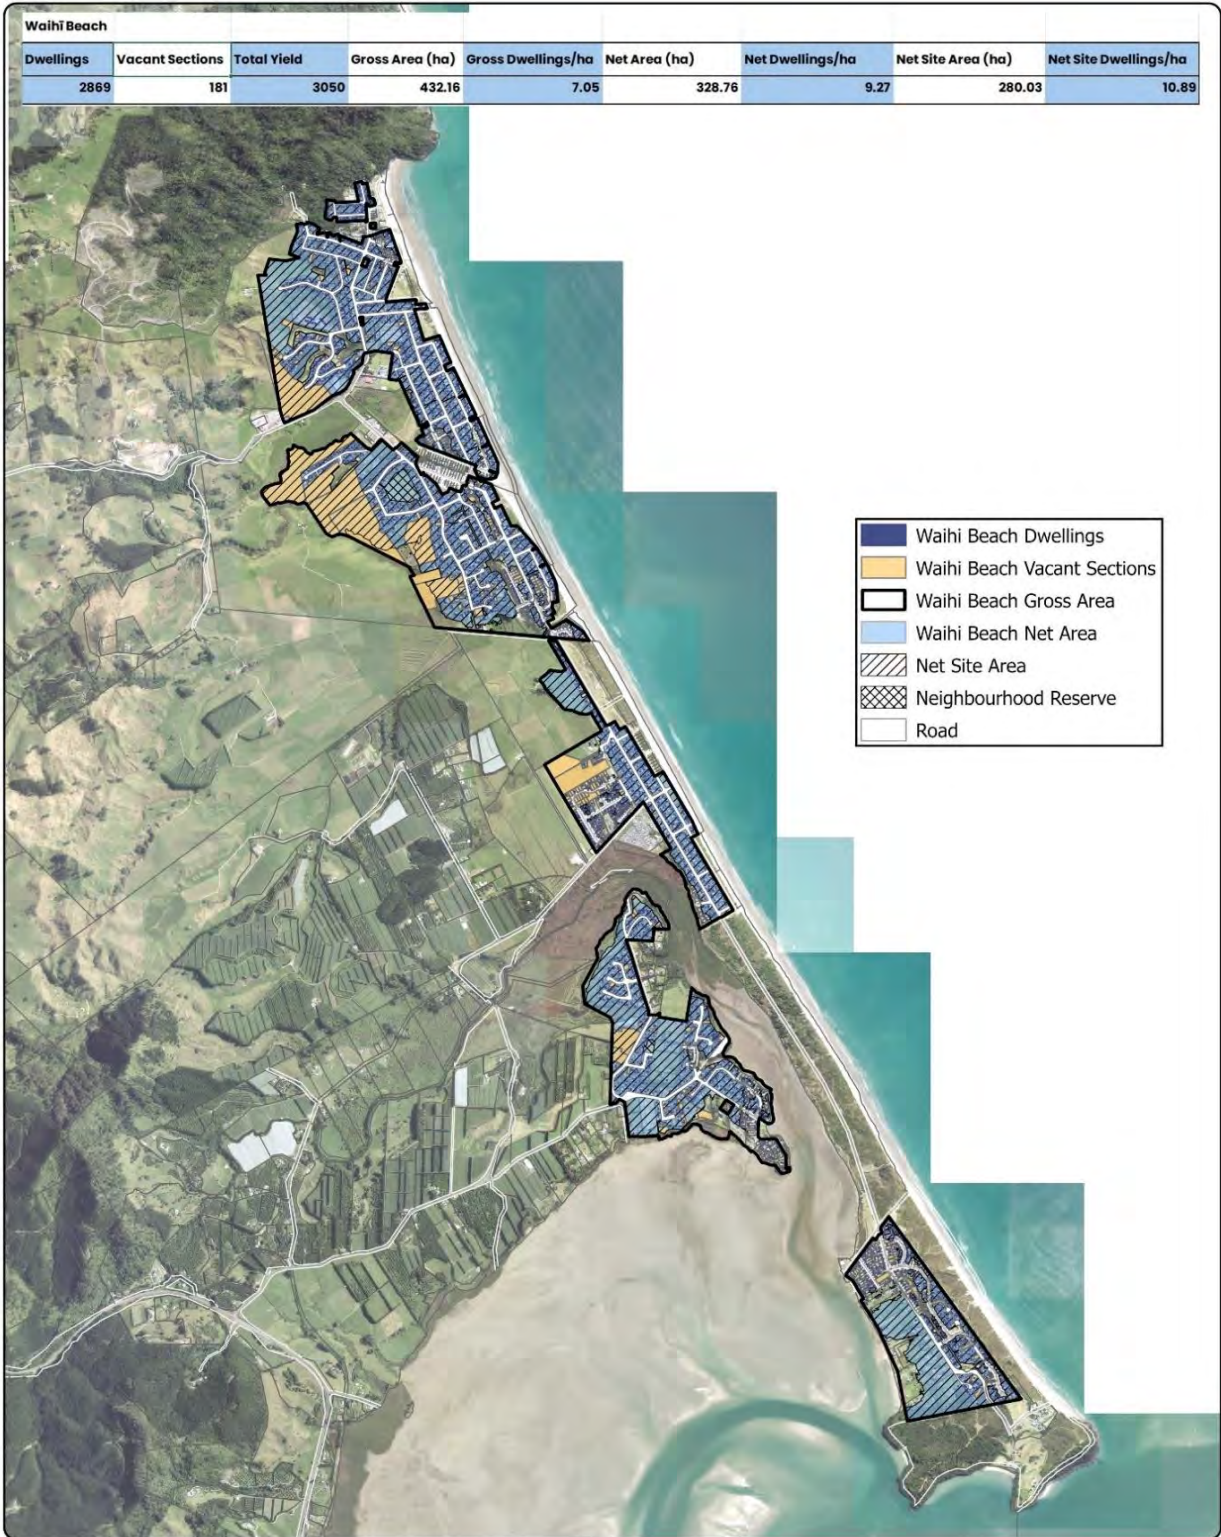 Waihī Beach
Dwellings Vacant Sections Total Yield Gross Area (ha) Gross Dwellings/ha Net Area (ha) Net Dwellings/ha Net Site Area (ha) Net Site Dwellings/ha
2869 181 3050 432.16 7.05 328.76 9.27 280.03 10.89
Waihi Beach Dwellings
Waihi Beach Vacant Sections
Waihi Beach Gross Area
Waihi Beach Net Area
Net Site Area
Neighbourhood Reserve
Road